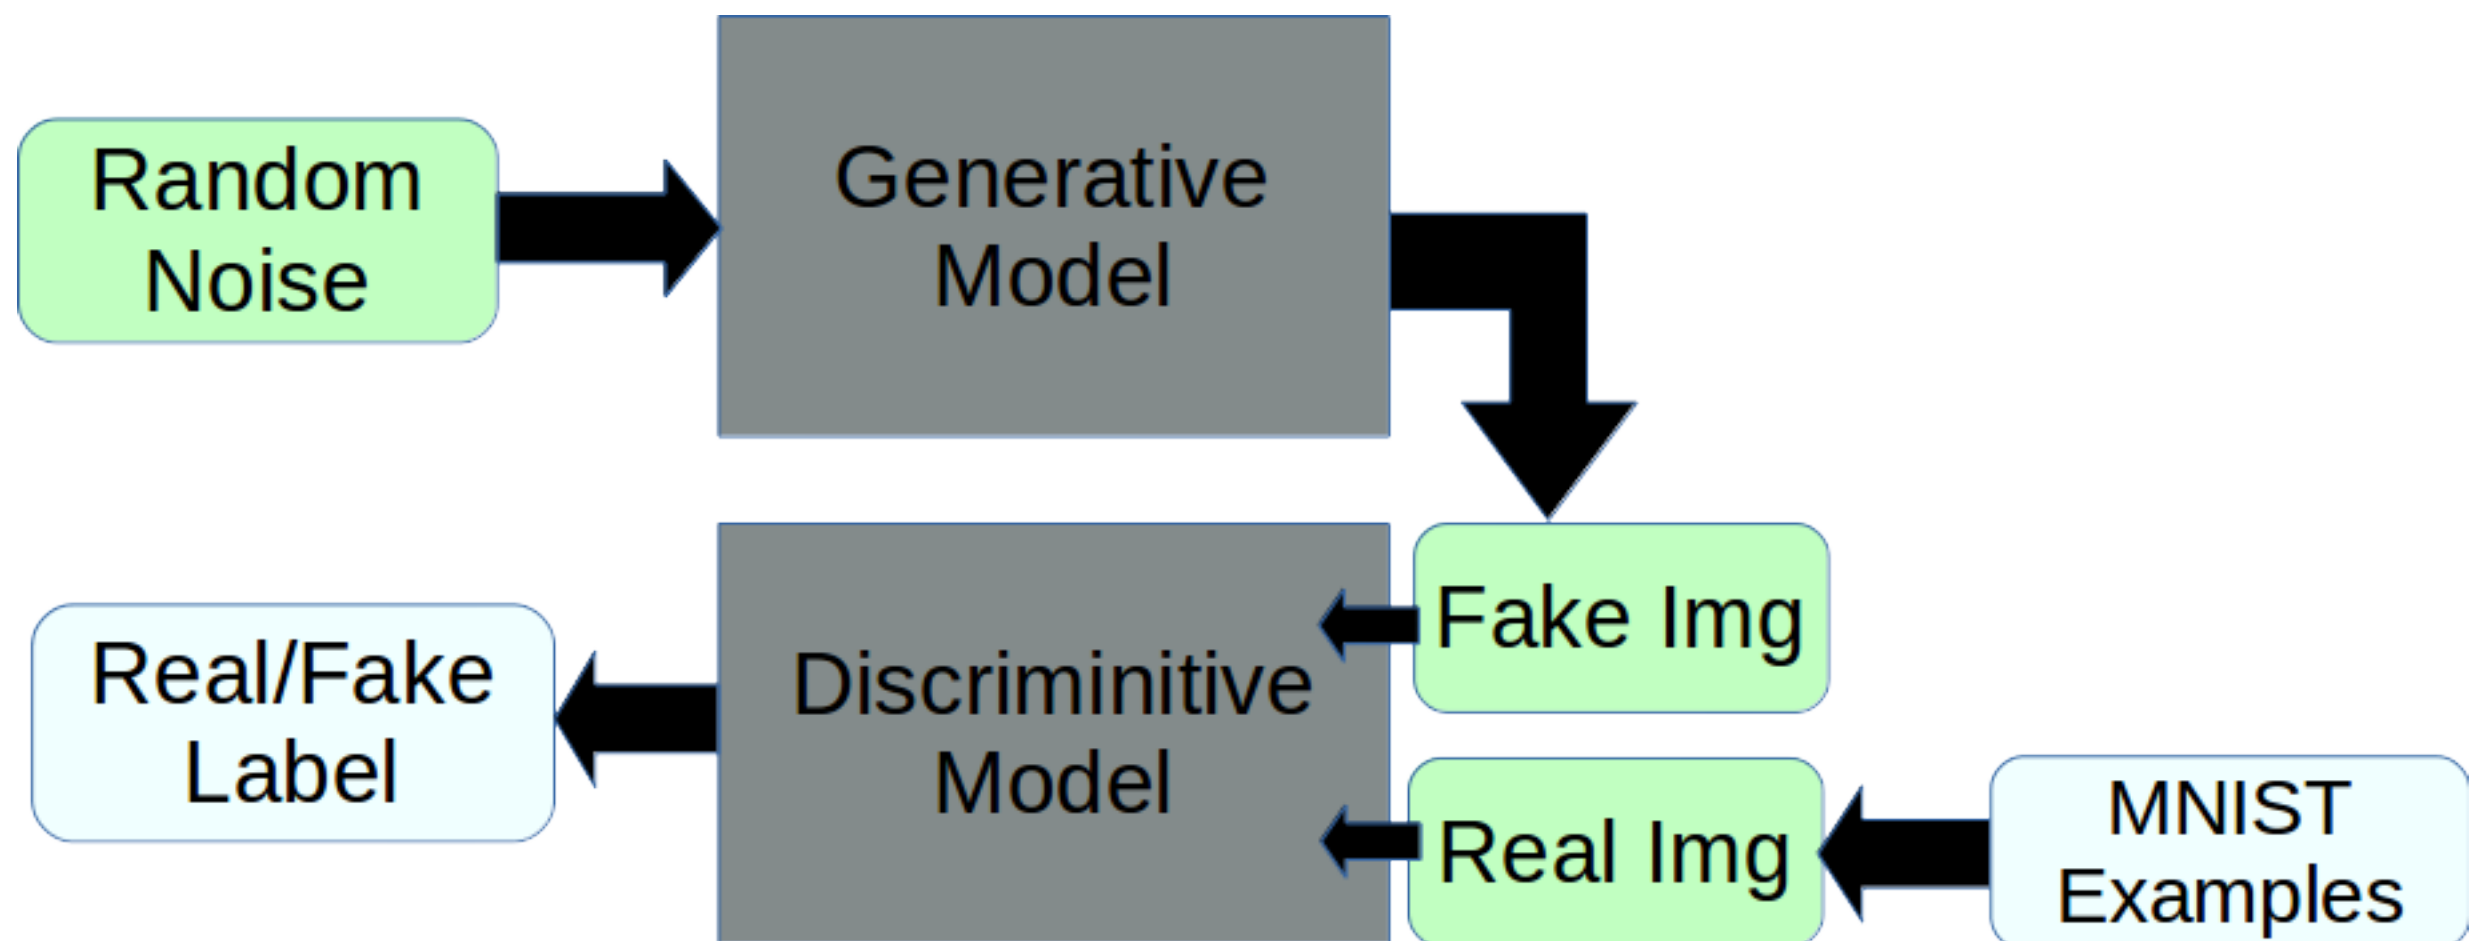 Random
Noise
Generative
Model
Fake Img
Real/Fake
Label
Discriminitive
Model
Real Img
MNIST
Examples